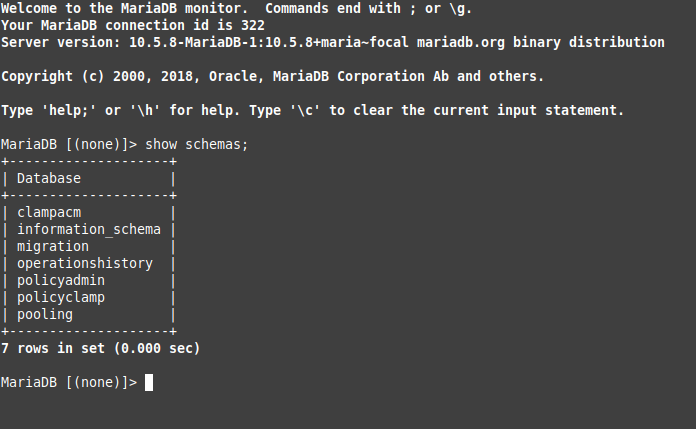 Welcome to the MariaDB monitor.  Commands end with ; or \g.
Your MariaDB connection id is 322
Server version: 10.5.8-MariaDB-1:10.5.8+maria~focal mariadb.org binary distribution
Copyright (c) 2000, 2018, Oracle, MariaDB Corporation Ab and others.
Type 'help;' or '\h' for help. Type '\c' to clear the current input statement.
MariaDB [(none)]> show schemas;
+--------------------+
| Database           |
+--------------------+
| clampacm           |
| information_schema |
| migration          |
| operationshistory  |
| policyadmin        |
| policyclamp        |
| pooling            |
+--------------------+
7 rows in set (0.000 sec)
MariaDB [(none)]>